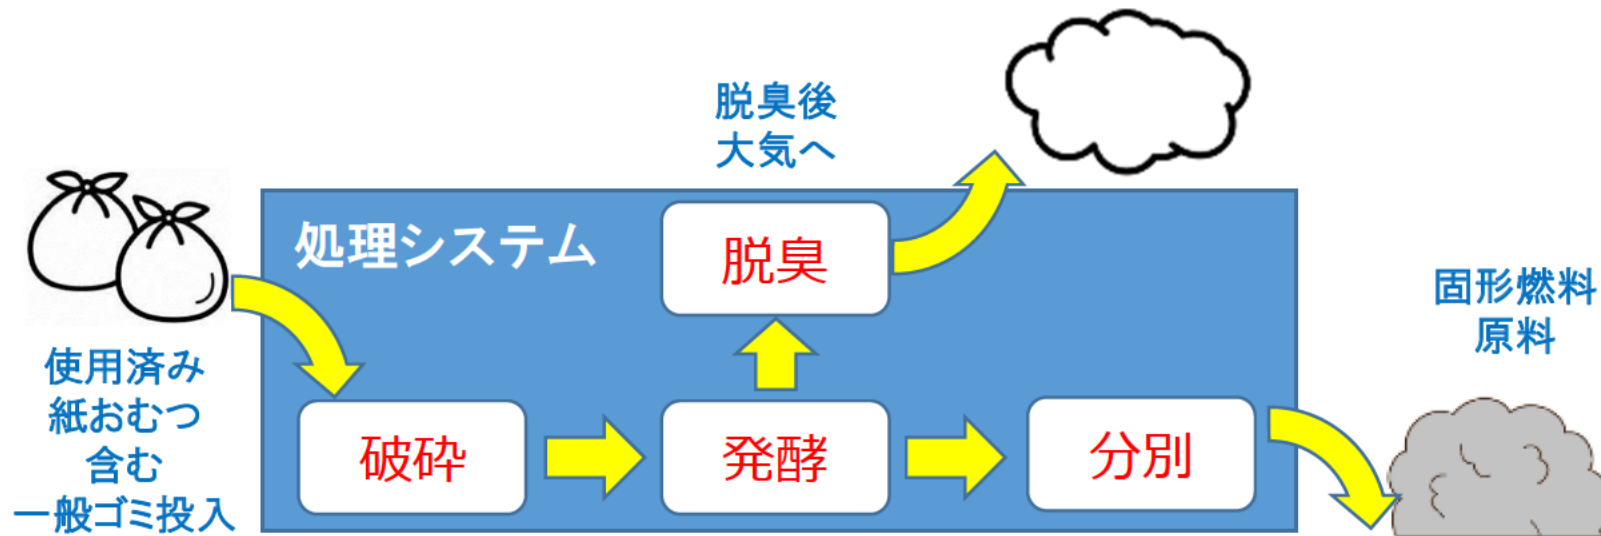 脱臭後
大気へ
処理システム
脱臭
固形燃料
原料
使用済み
紙おむつ
含む
一般ゴミ投入
破砕
発酵
分別